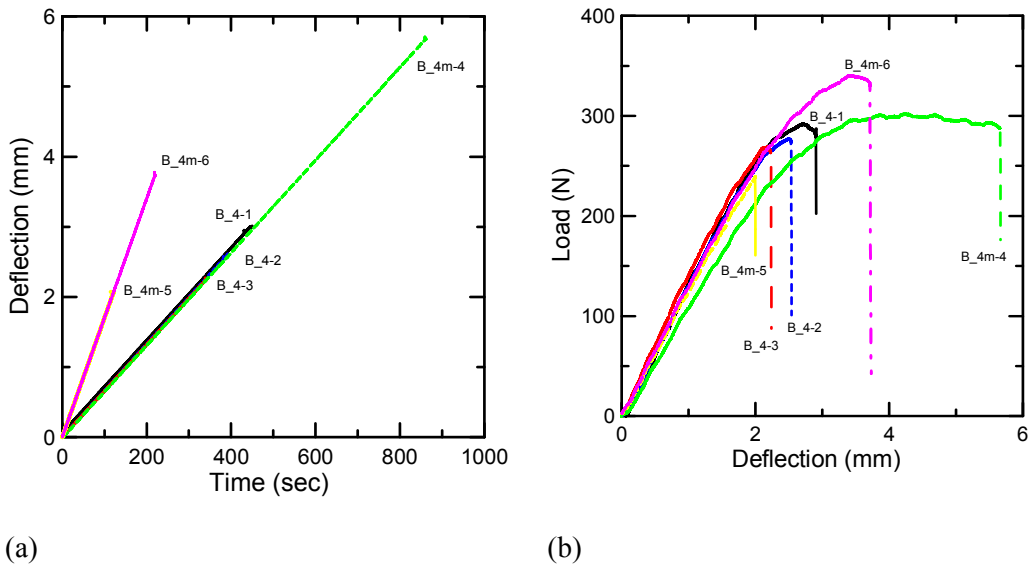 6
4
2
0
Deflection (mm)
0 200 400 600 800 1000
Time (sec)
B_4m-4
B_4m-6
B_4-1
B_4-2
B_4-3
B_4m-5
(a)
400
300
200
100
0
Load (N)
0 2 4 6
Deflection (mm)
B_4m-6
B_4-1
B_4m-5
B_4m-4
B_4-2
B_4-3
(b)